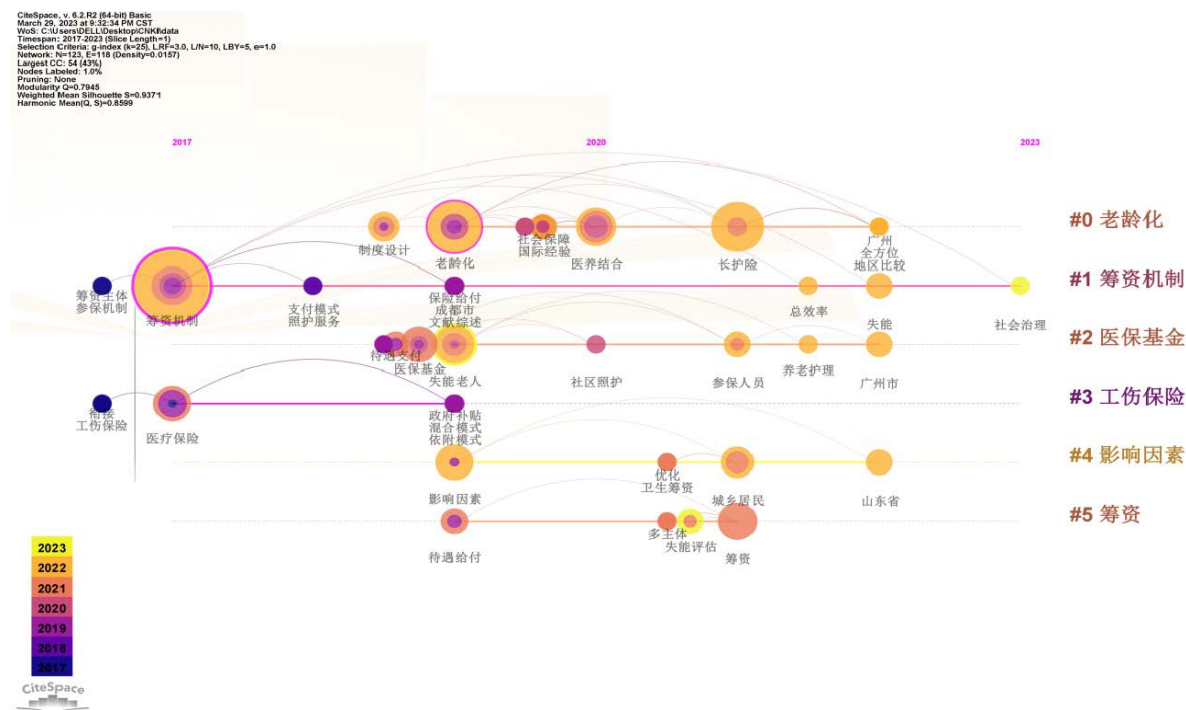 CiteSpace, v. 6.2.R2 (64-bit) Basic
March 29, 2023 at 9:32:34 PM CST
WoS: C:\Users\DELL\Desktop\CNKI\data
Timespan: 2017-2023 (Slice Length=1)
Selection Criteria: g-index (k=25), LRF=3.0, L/N=10, LBY=5, e=1.0
Network: N=123, E=118 (Density=0.0157)
Largest CC: 54 (43%)
Nodes Labeled: 1.0%
Pruning: None
Modularity Q=0.7945
Weighted Mean Silhouette S=0.9371
Harmonic Mean(Q, S)=0.8599
2017
2020
2023
制度设计
老龄化
社会保障
国际经验
医养结合
长护险
广州
全方位
地区比较
#0 老龄化
筹资主体
参保机制
筹资机制
支付模式
照护服务
保险给付
成都市
文献综述
总效率
失能
社会治理
#1 筹资机制
待遇支付
医保基金
失能老人
社区照护
参保人员
养老护理
广州市
#2 医保基金
衔接
工伤保险
医疗保险
政府补贴
混合模式
依附模式
#3 工伤保险
影响因素
优化
卫生筹资
城乡居民
山东省
#4 影响因素
待遇给付
多主体
失能评估
筹资
#5 筹资
2023
2022
2021
2020
2019
2018
2017
CiteSpace